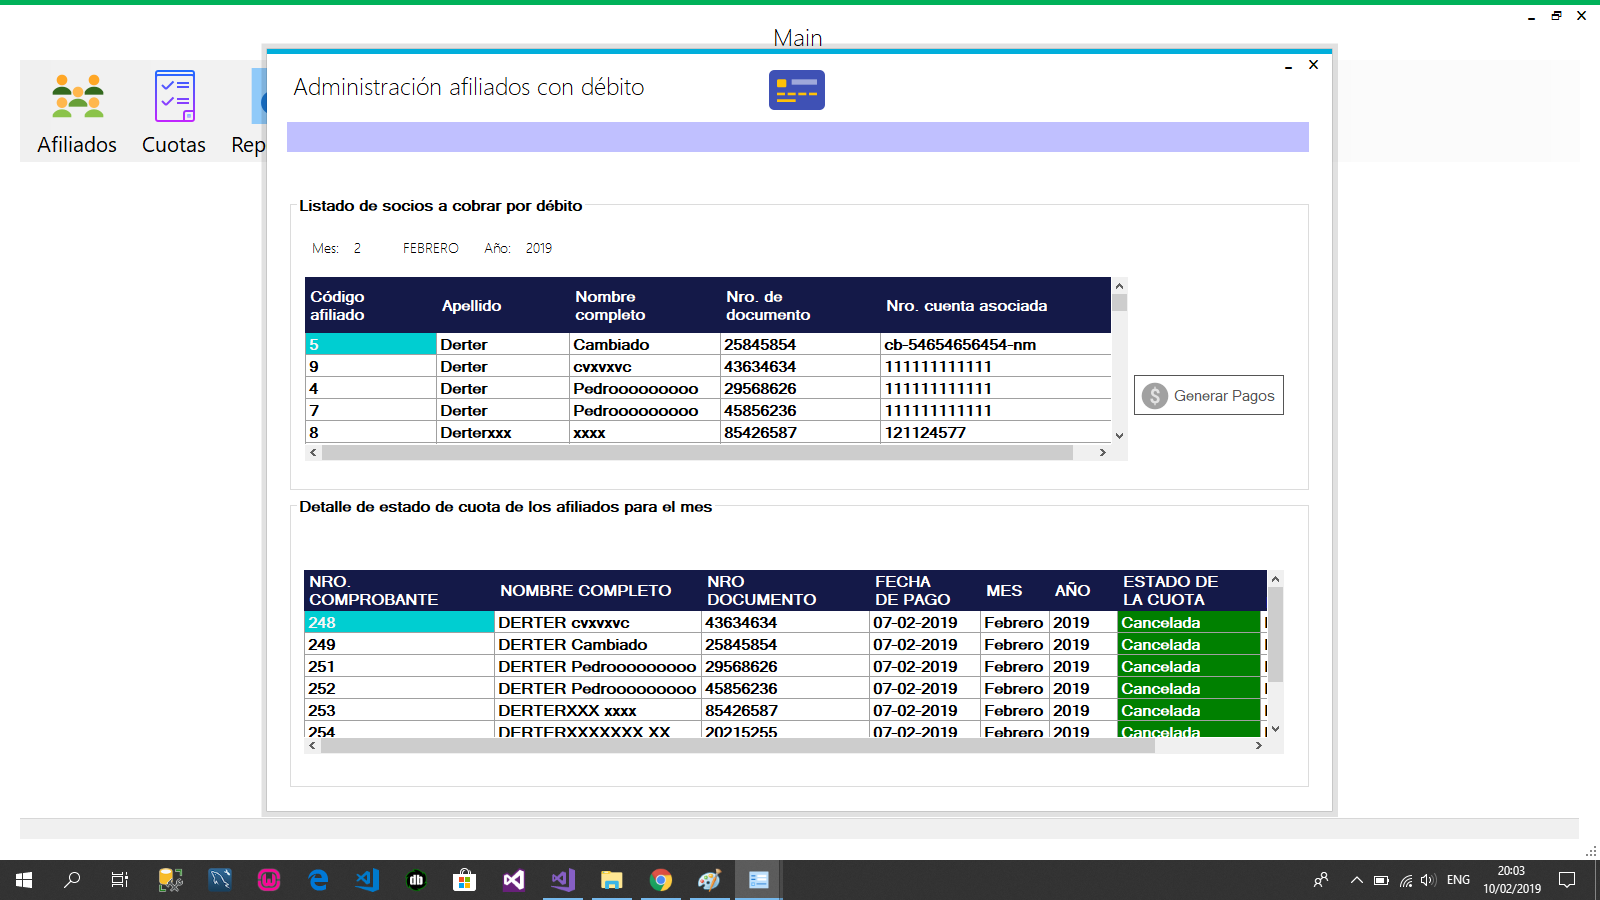 Main
Afiliados Cuotas Rep
Administración afiliados con débito
Listado de socios a cobrar por débito
Mes: 2 FEBRERO Año: 2019
Código afiliado Apellido Nombre completo Nro. de documento Nro. cuenta asociada
5 Derter Cambiado 25845854 cb-54654656454-nm
9 Derter cvxvxvc 43634634 111111111111
4 Derter Pedrooooooooo 29568626 111111111111
7 Derter Pedrooooooooo 45856236 111111111111
8 Derterxxx xxxx 85426587 121124577
$ Generar Pagos
Detalle de estado de cuota de los afiliados para el mes
NRO. COMPROBANTE NOMBRE COMPLETO NRO DOCUMENTO FECHA DE PAGO MES AÑO ESTADO DE LA CUOTA
248 DERTER cvxvxvc 43634634 07-02-2019 Febrero 2019 Cancelada
249 DERTER Cambiado 25845854 07-02-2019 Febrero 2019 Cancelada
251 DERTER Pedrooooooooo 29568626 07-02-2019 Febrero 2019 Cancelada
252 DERTER Pedrooooooooo 45856236 07-02-2019 Febrero 2019 Cancelada
253 DERTERXXX xxxx 85426587 07-02-2019 Febrero 2019 Cancelada
254 DERTERXXXXXXX XX 20215255 07-02-2019 Febrero 2019 Cancelada
ENG
20:03
10/02/2019